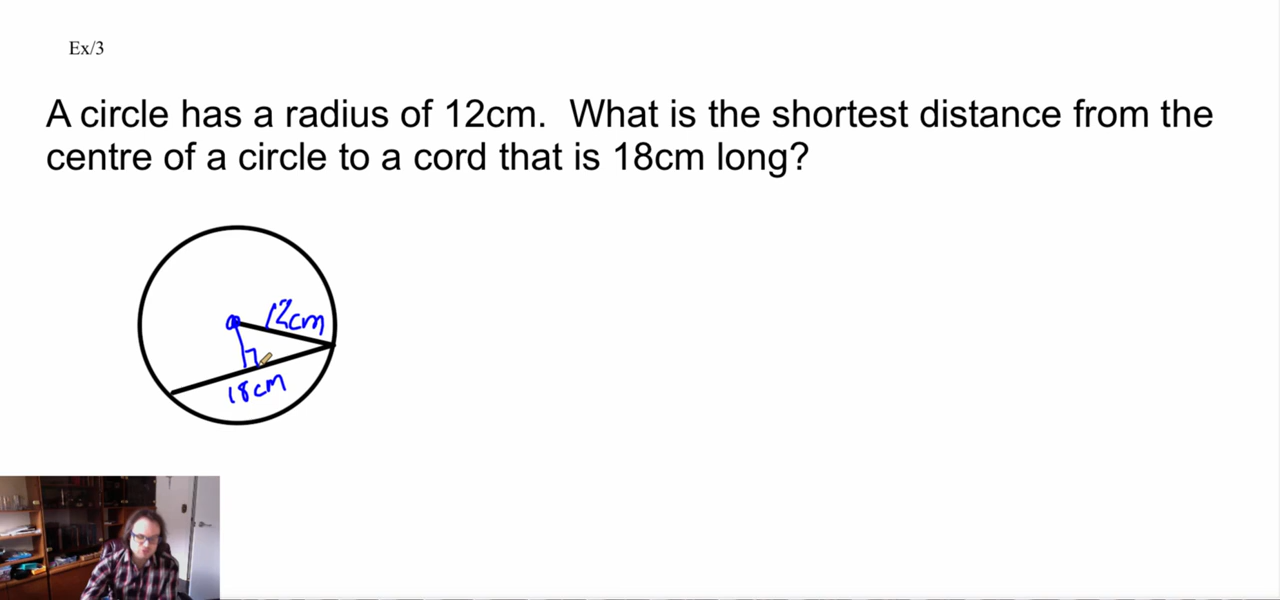 Ex/3
A circle has a radius of 12cm.  What is the shortest distance from the
centre of a circle to a cord that is 18cm long?
12cm
18cm